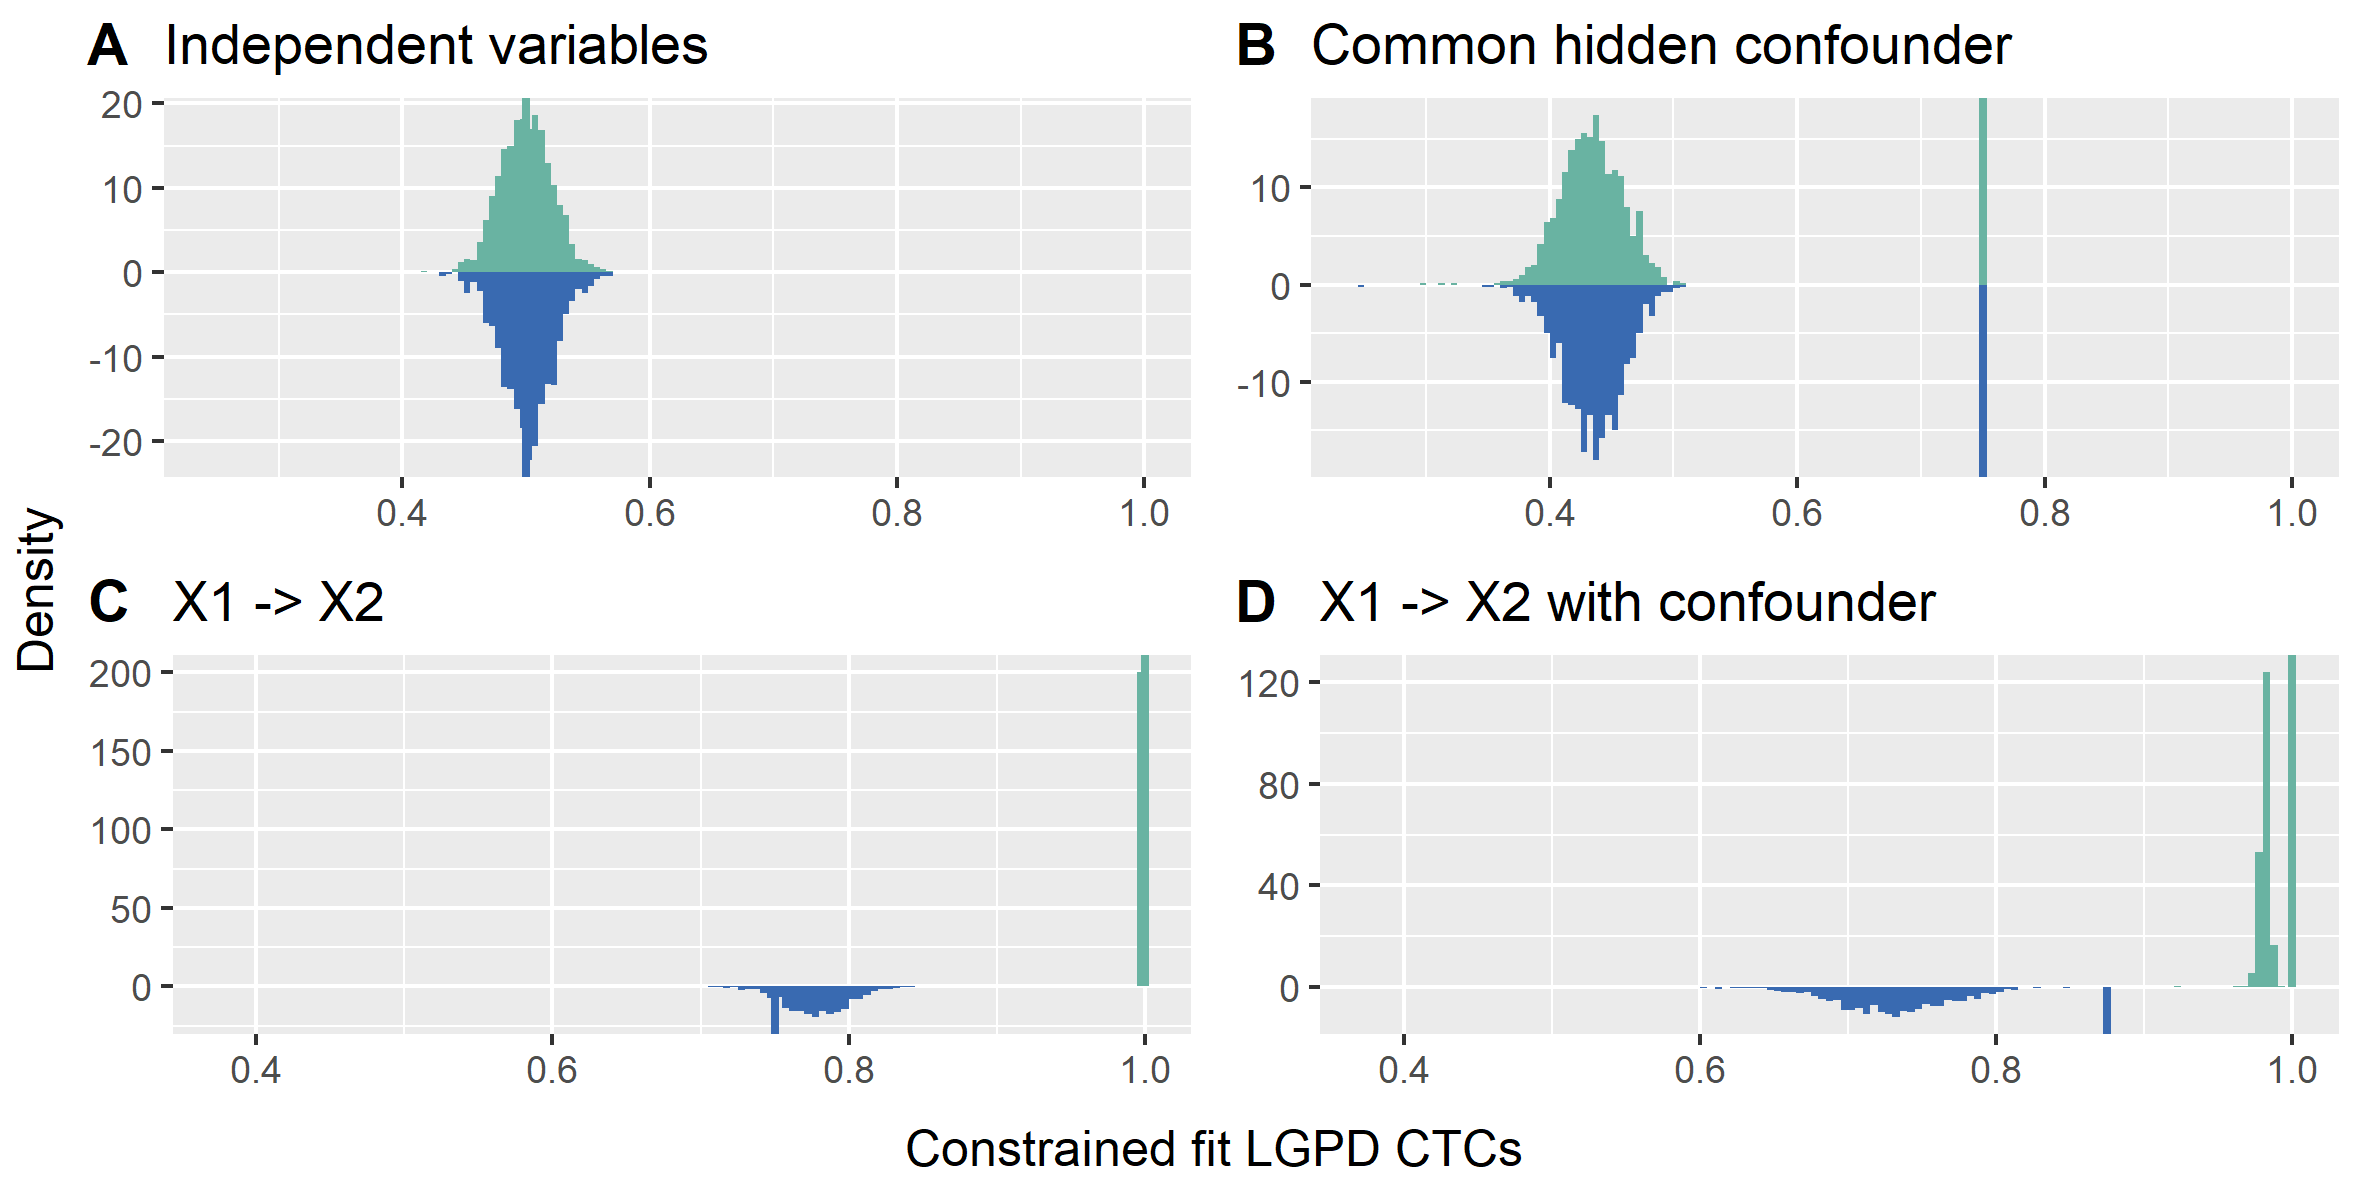 A Independent variables
20
10
0
-10
-20
0.4 0.6 0.8 1.0
B Common hidden confounder
10
0
-10
0.4 0.6 0.8 1.0
Density
C X1 -> X2
200
150
100
50
0
0.4 0.6 0.8 1.0
D X1 -> X2 with confounder
120
80
40
0
0.4 0.6 0.8 1.0
Constrained fit LGPD CTCs